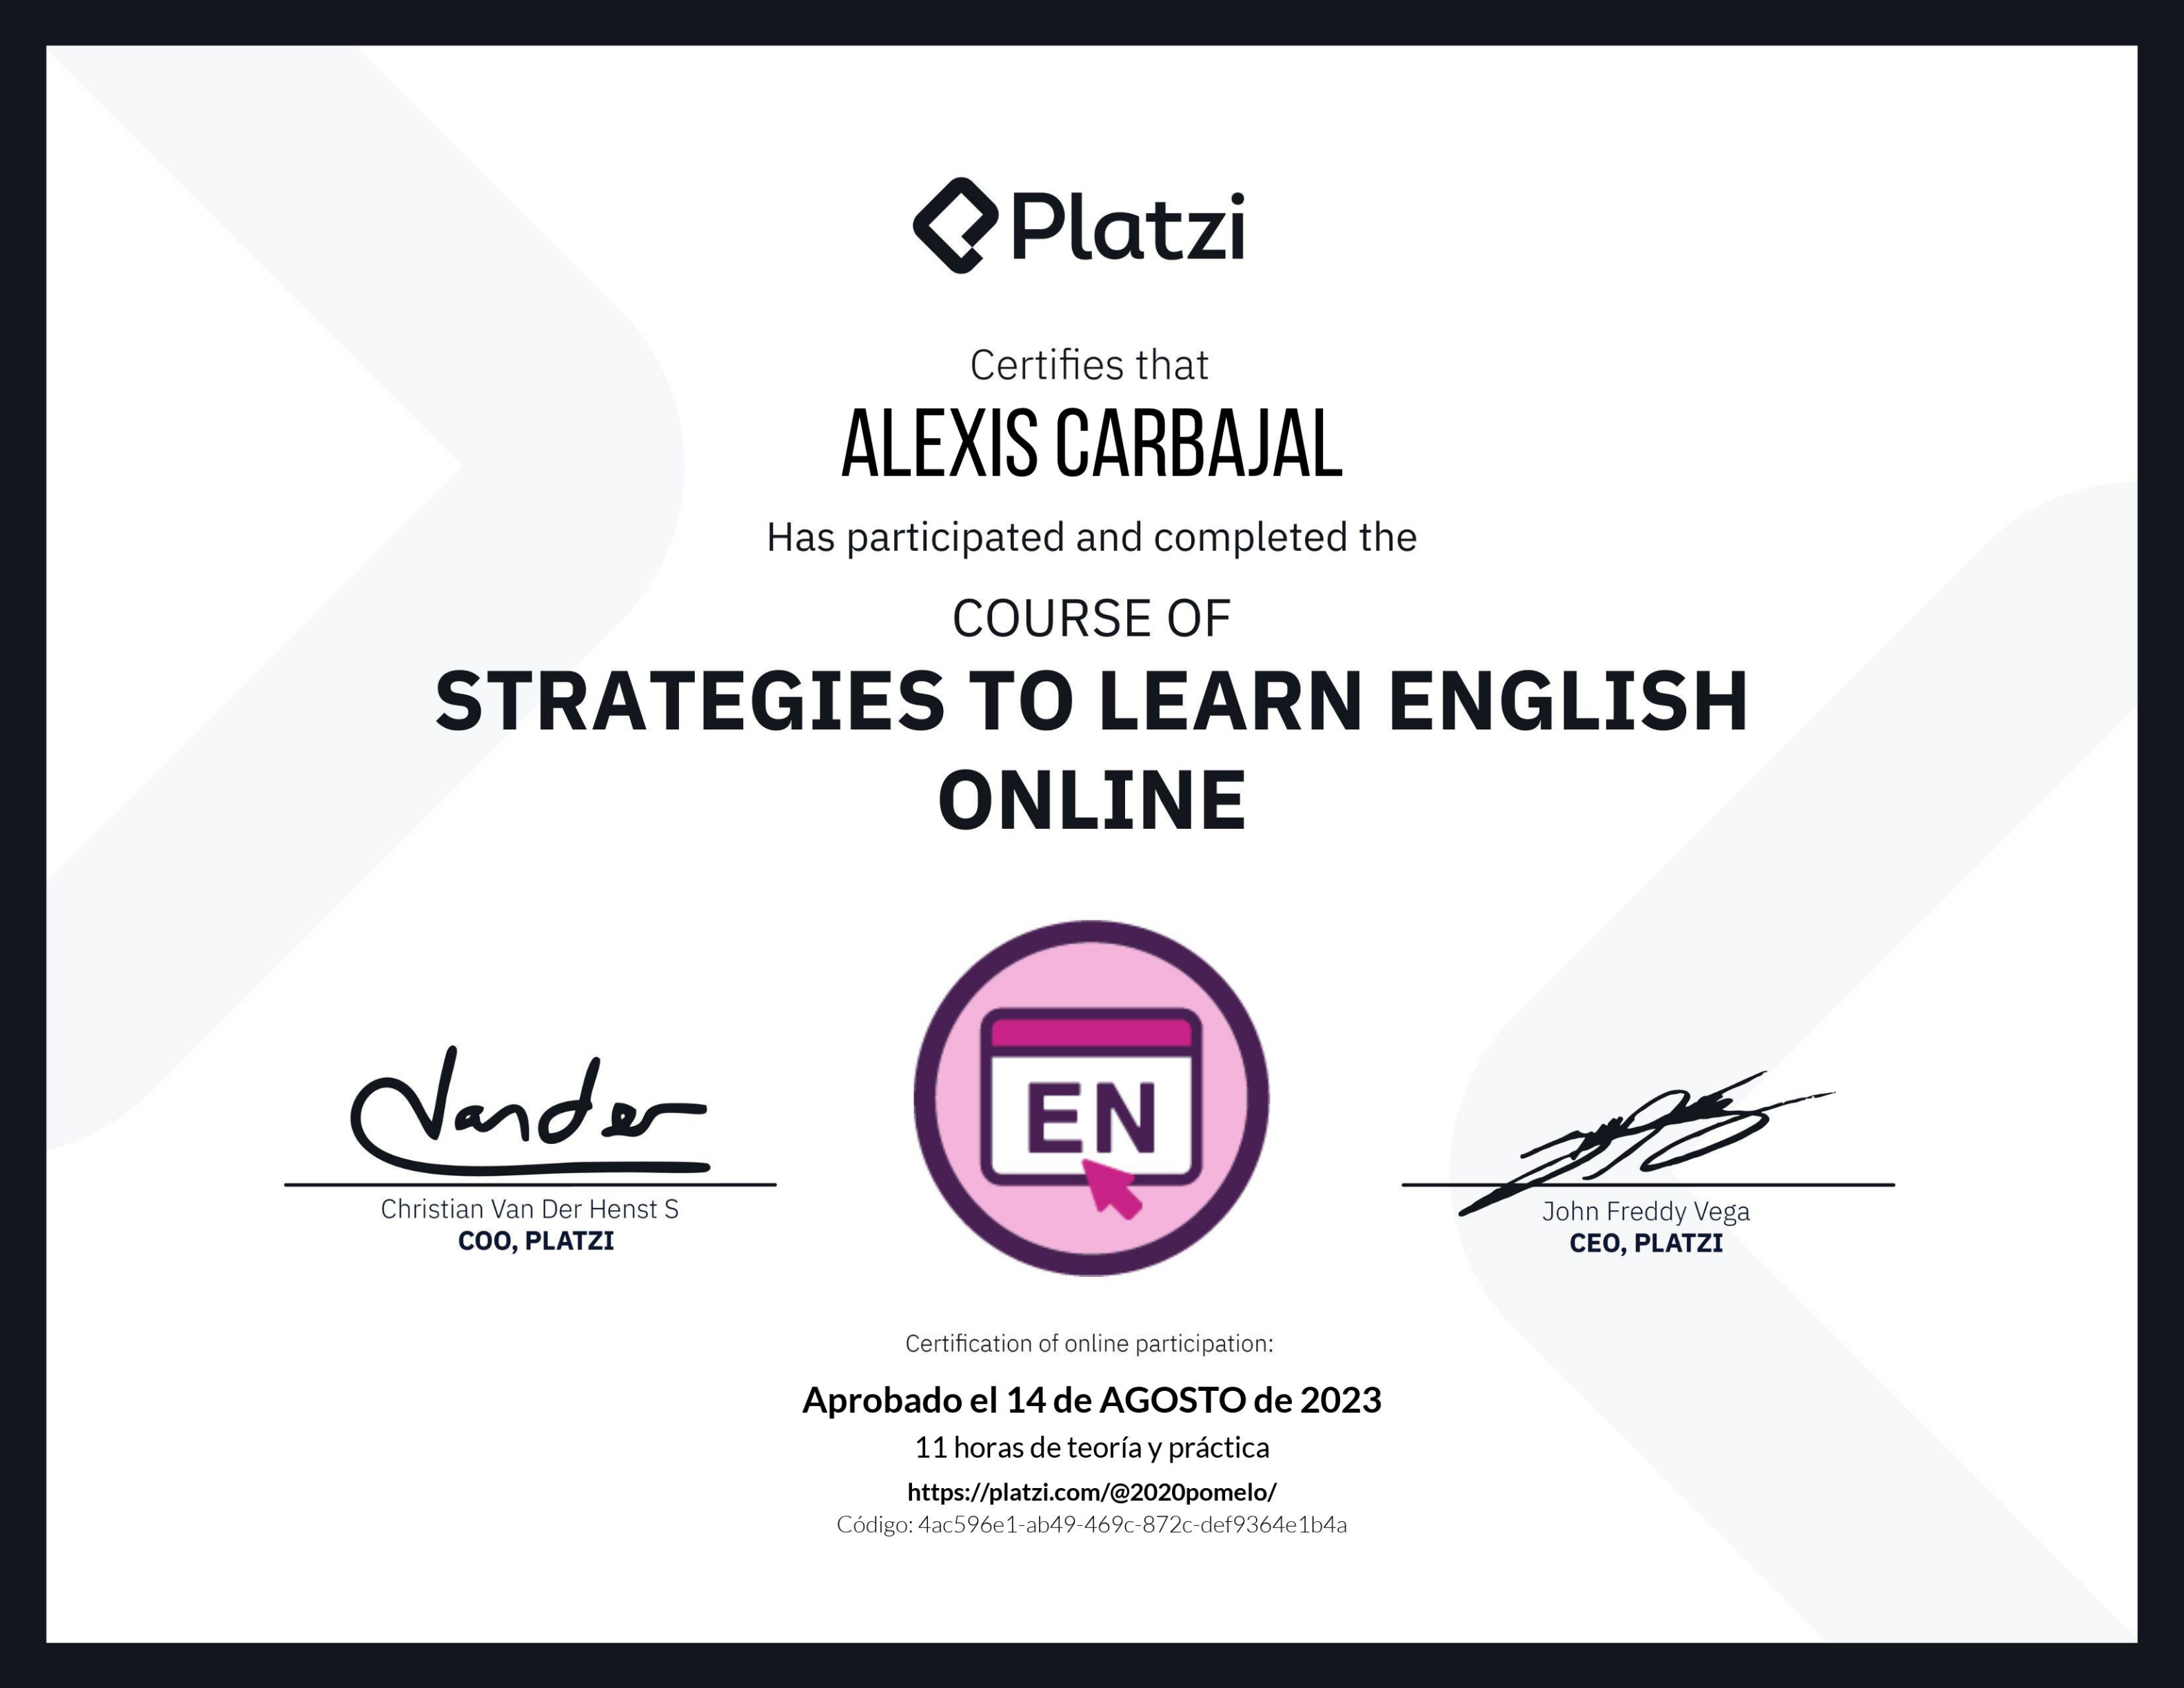 Platzi
Certifies that
ALEXIS CARBAJAL
Has participated and completed the
COURSE OF
STRATEGIES TO LEARN ENGLISH
ONLINE
EN
Vander
Christian Van Der Henst S
COO, PLATZI
John Freddy Vega
CEO, PLATZI
Certification of online participation:
Aprobado el 14 de AGOSTO de 2023
11 horas de teoría y práctica
https://platzi.com/@2020pomelo/
Código: 4ac596e1-ab49-469c-872c-def9364e1b4a